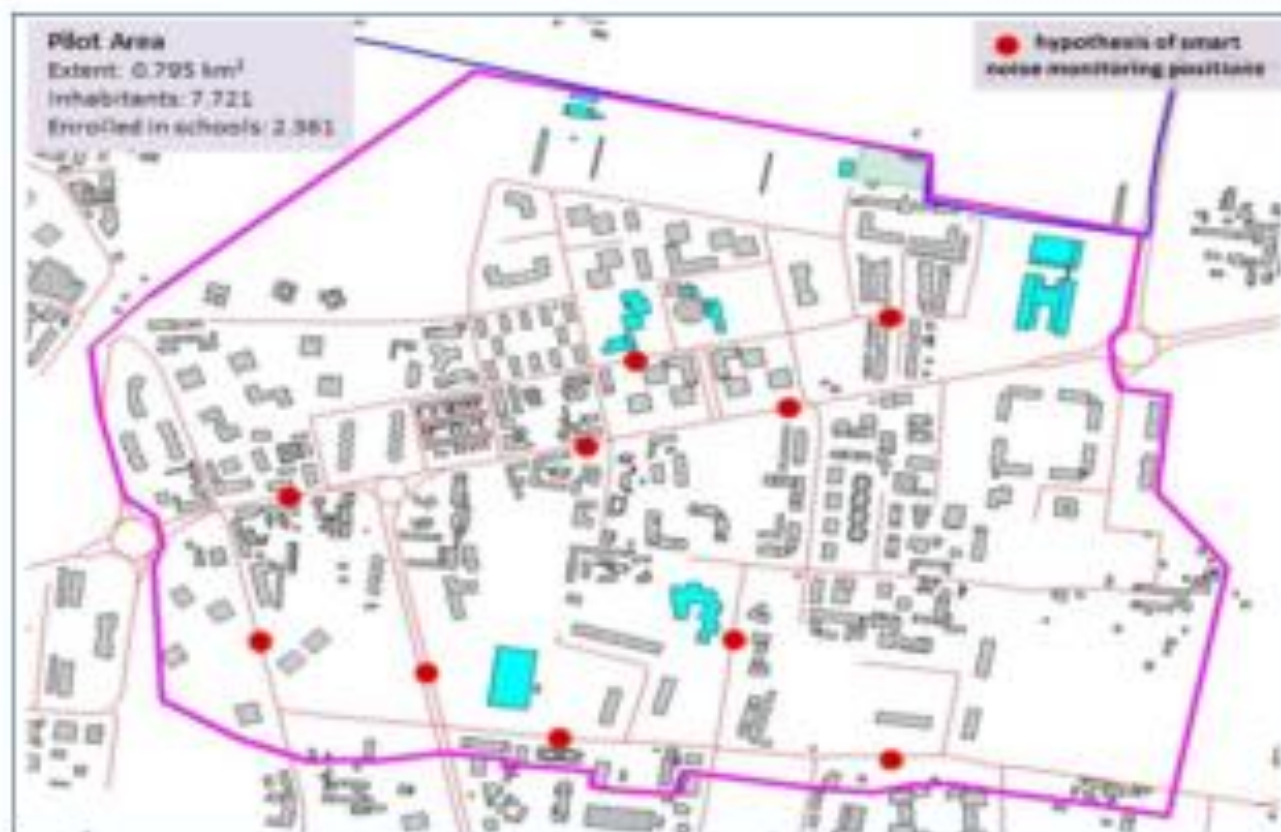 Pilot Area
Extent: 0.795 km²
Inhabitants: 7.721
Enrolled in schools: 2.361
hypothesis of smart
noise monitoring positions